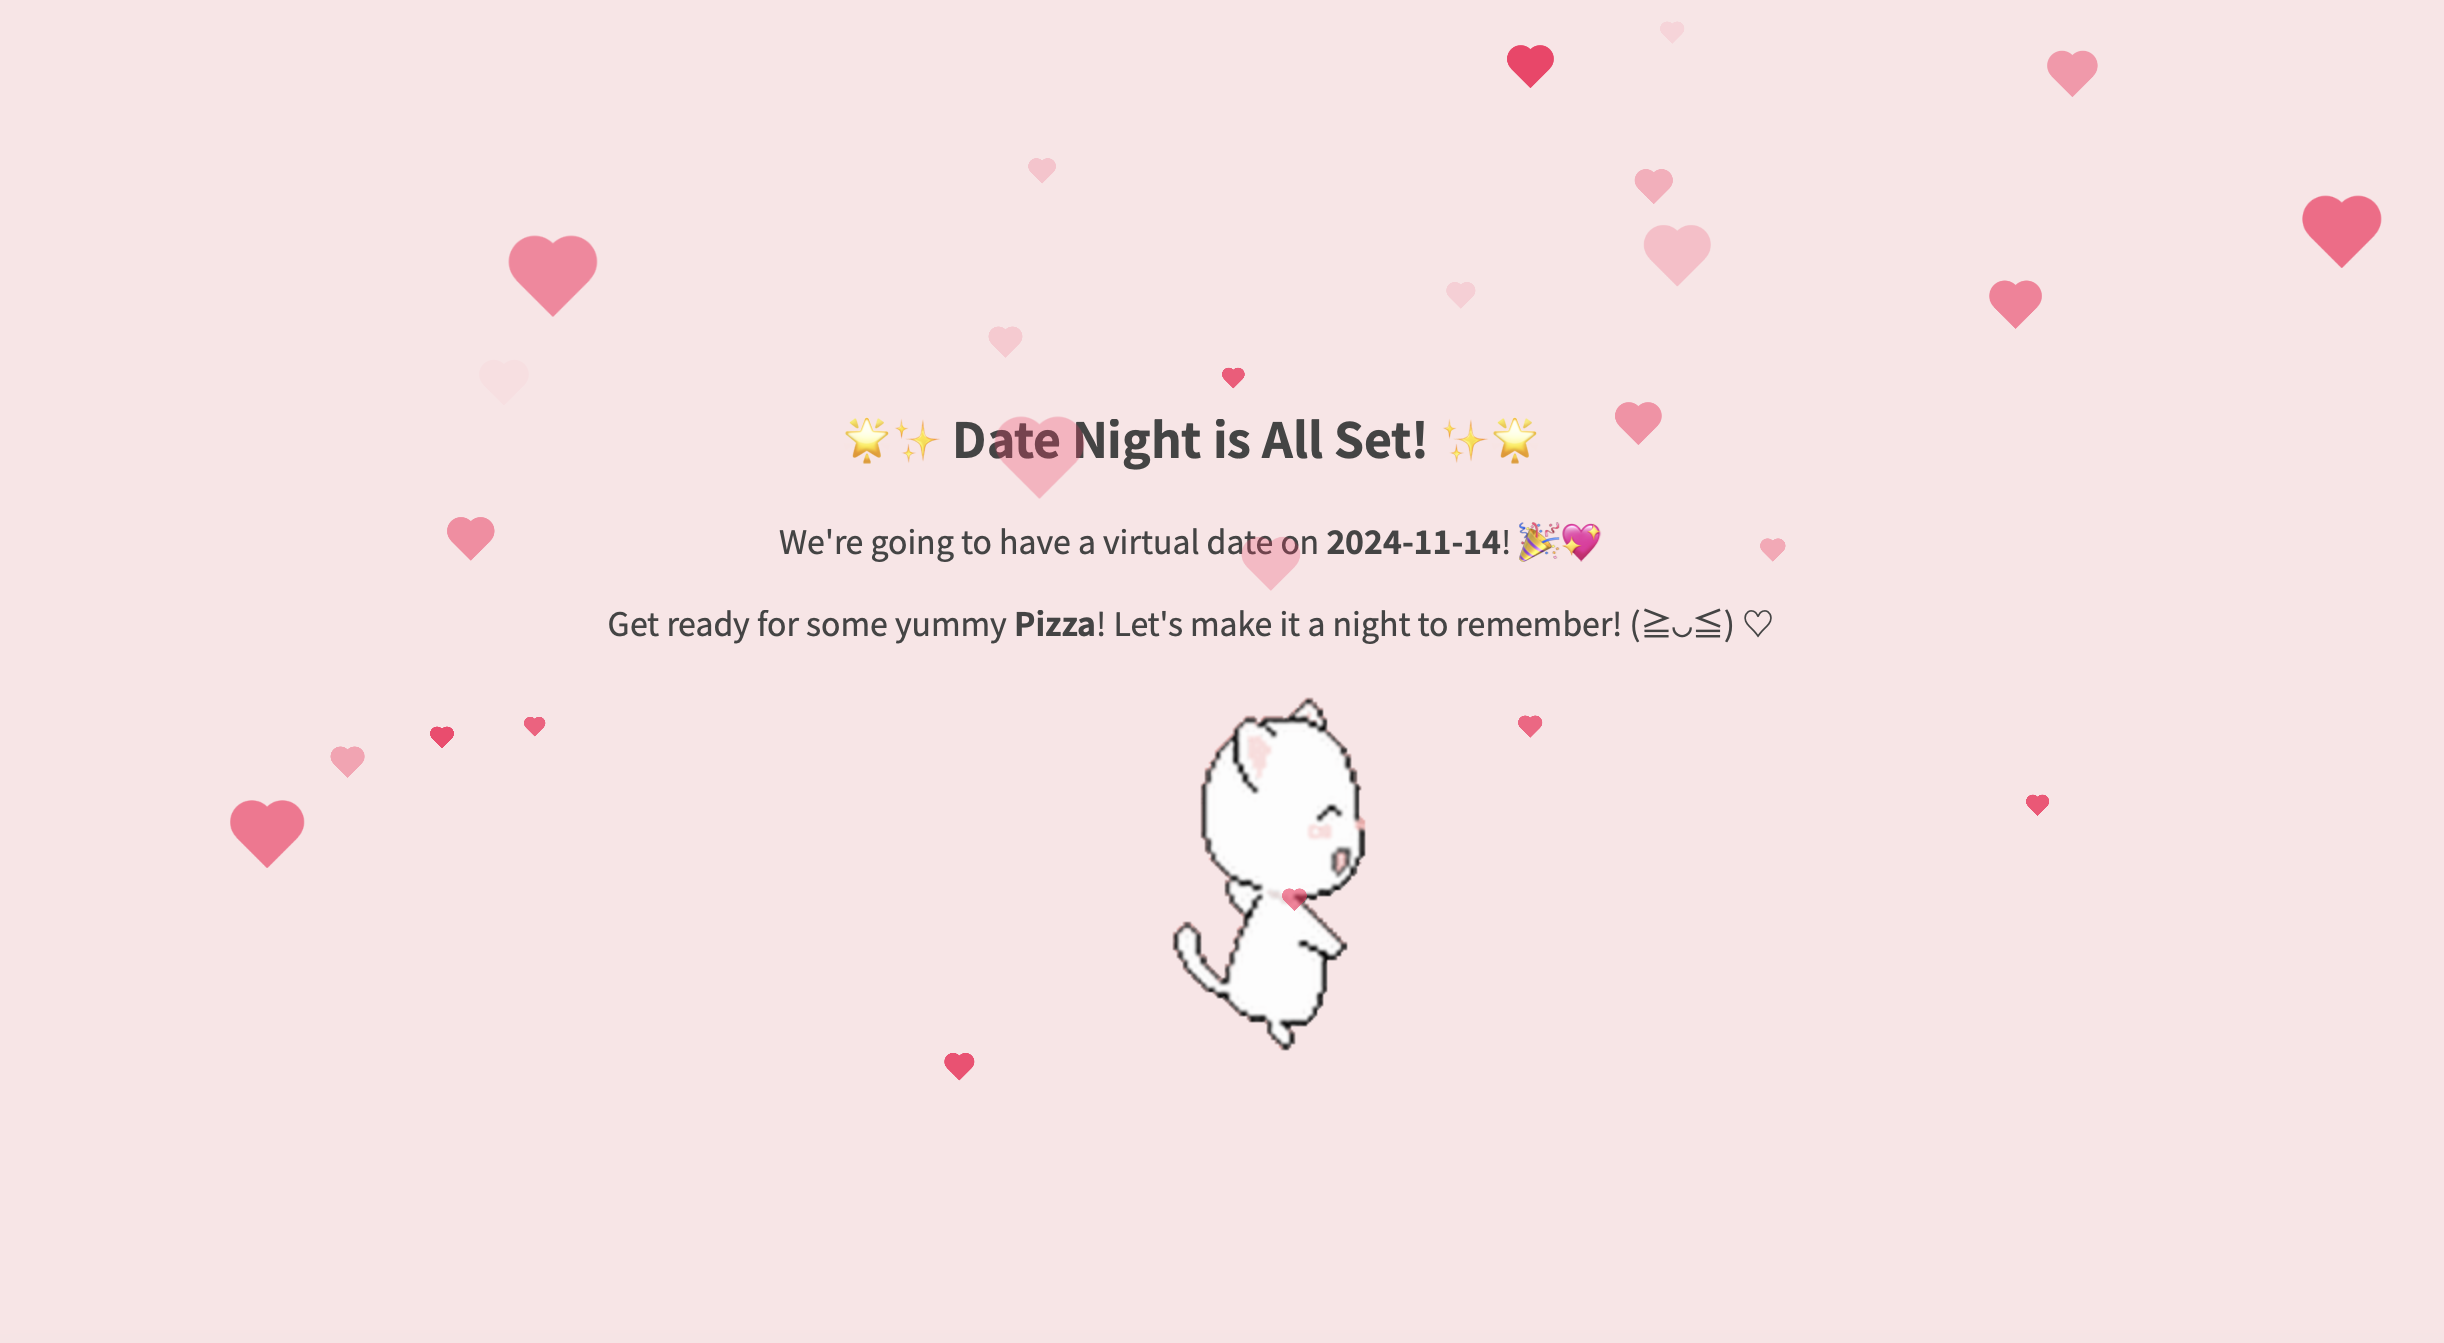 🌟✨ Date Night is All Set! ✨🌟
We're going to have a virtual date on 2024-11-14! 🎉💖
Get ready for some yummy Pizza! Let's make it a night to remember! (≧◡≦) ♡